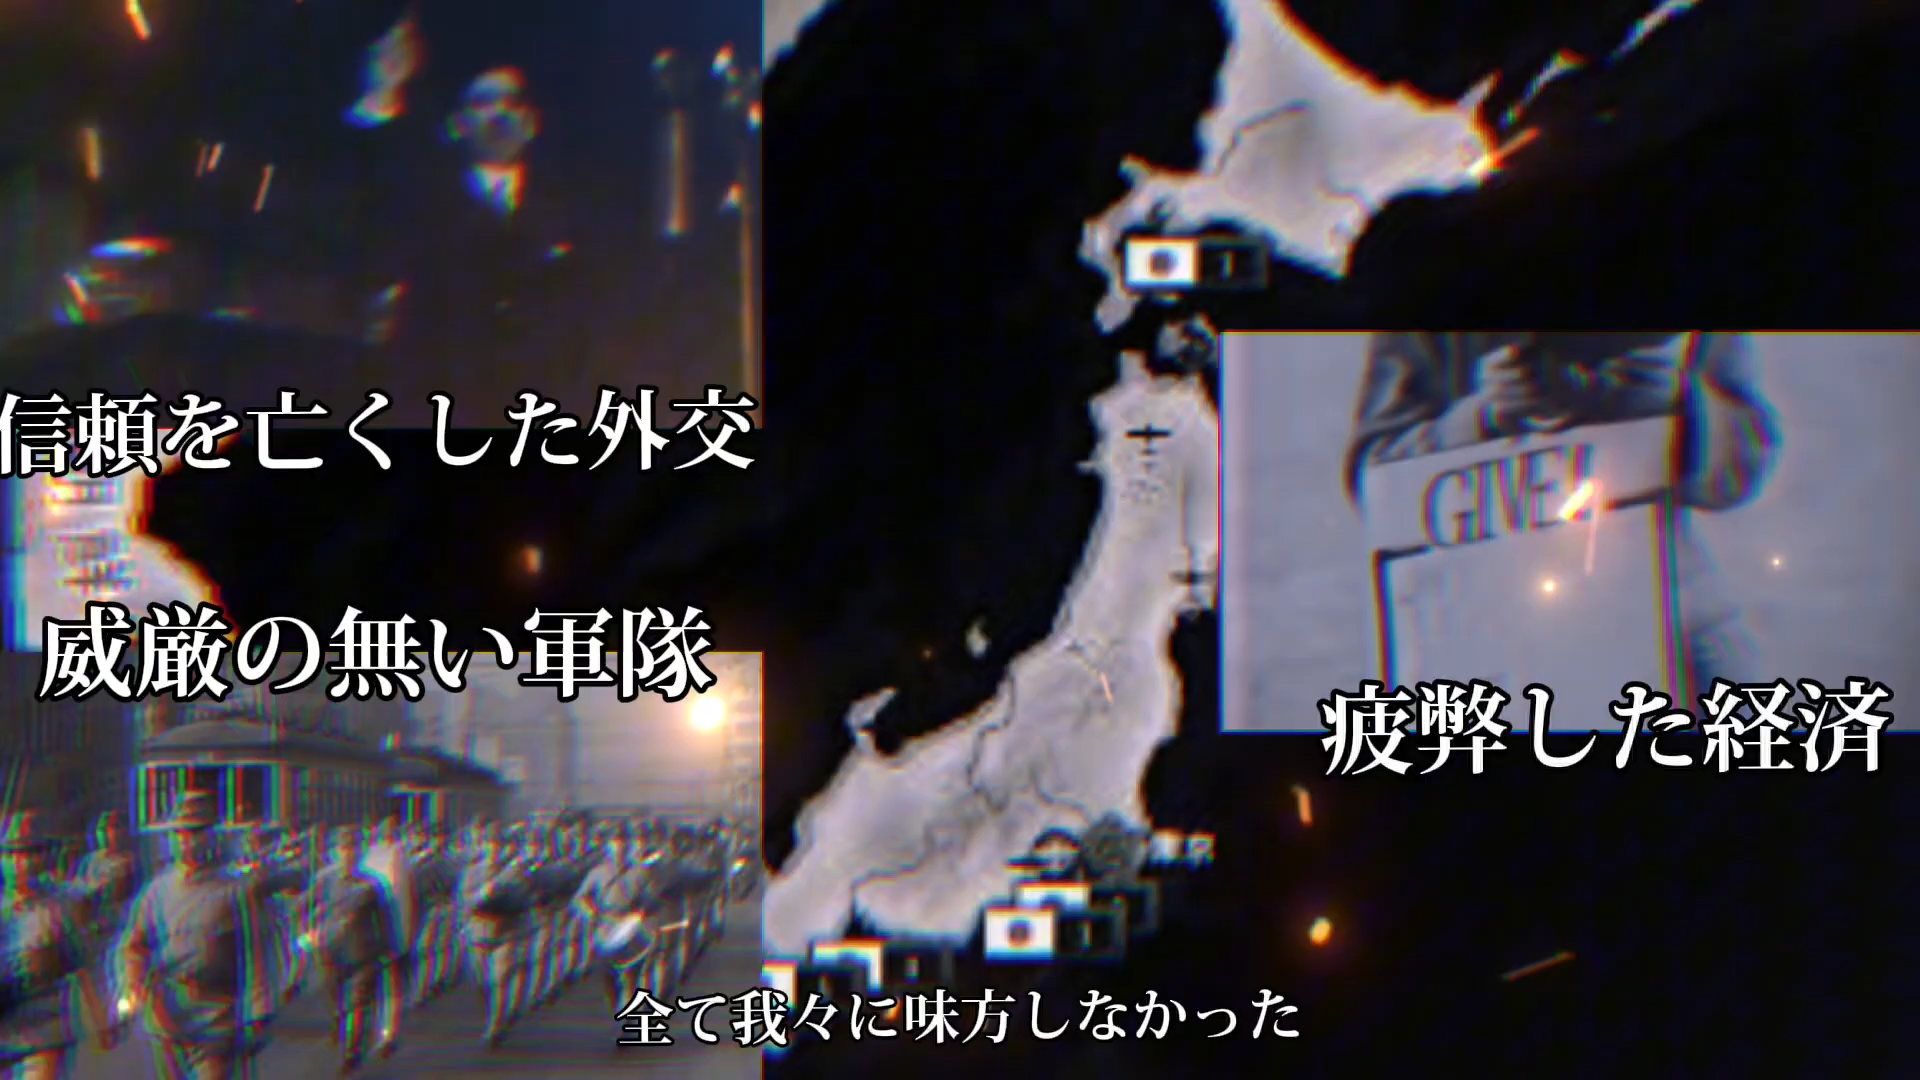 信頼を亡くした外交
GIVE!
威厳の無い軍隊
疲弊した経済
全て我々に味方しなかった